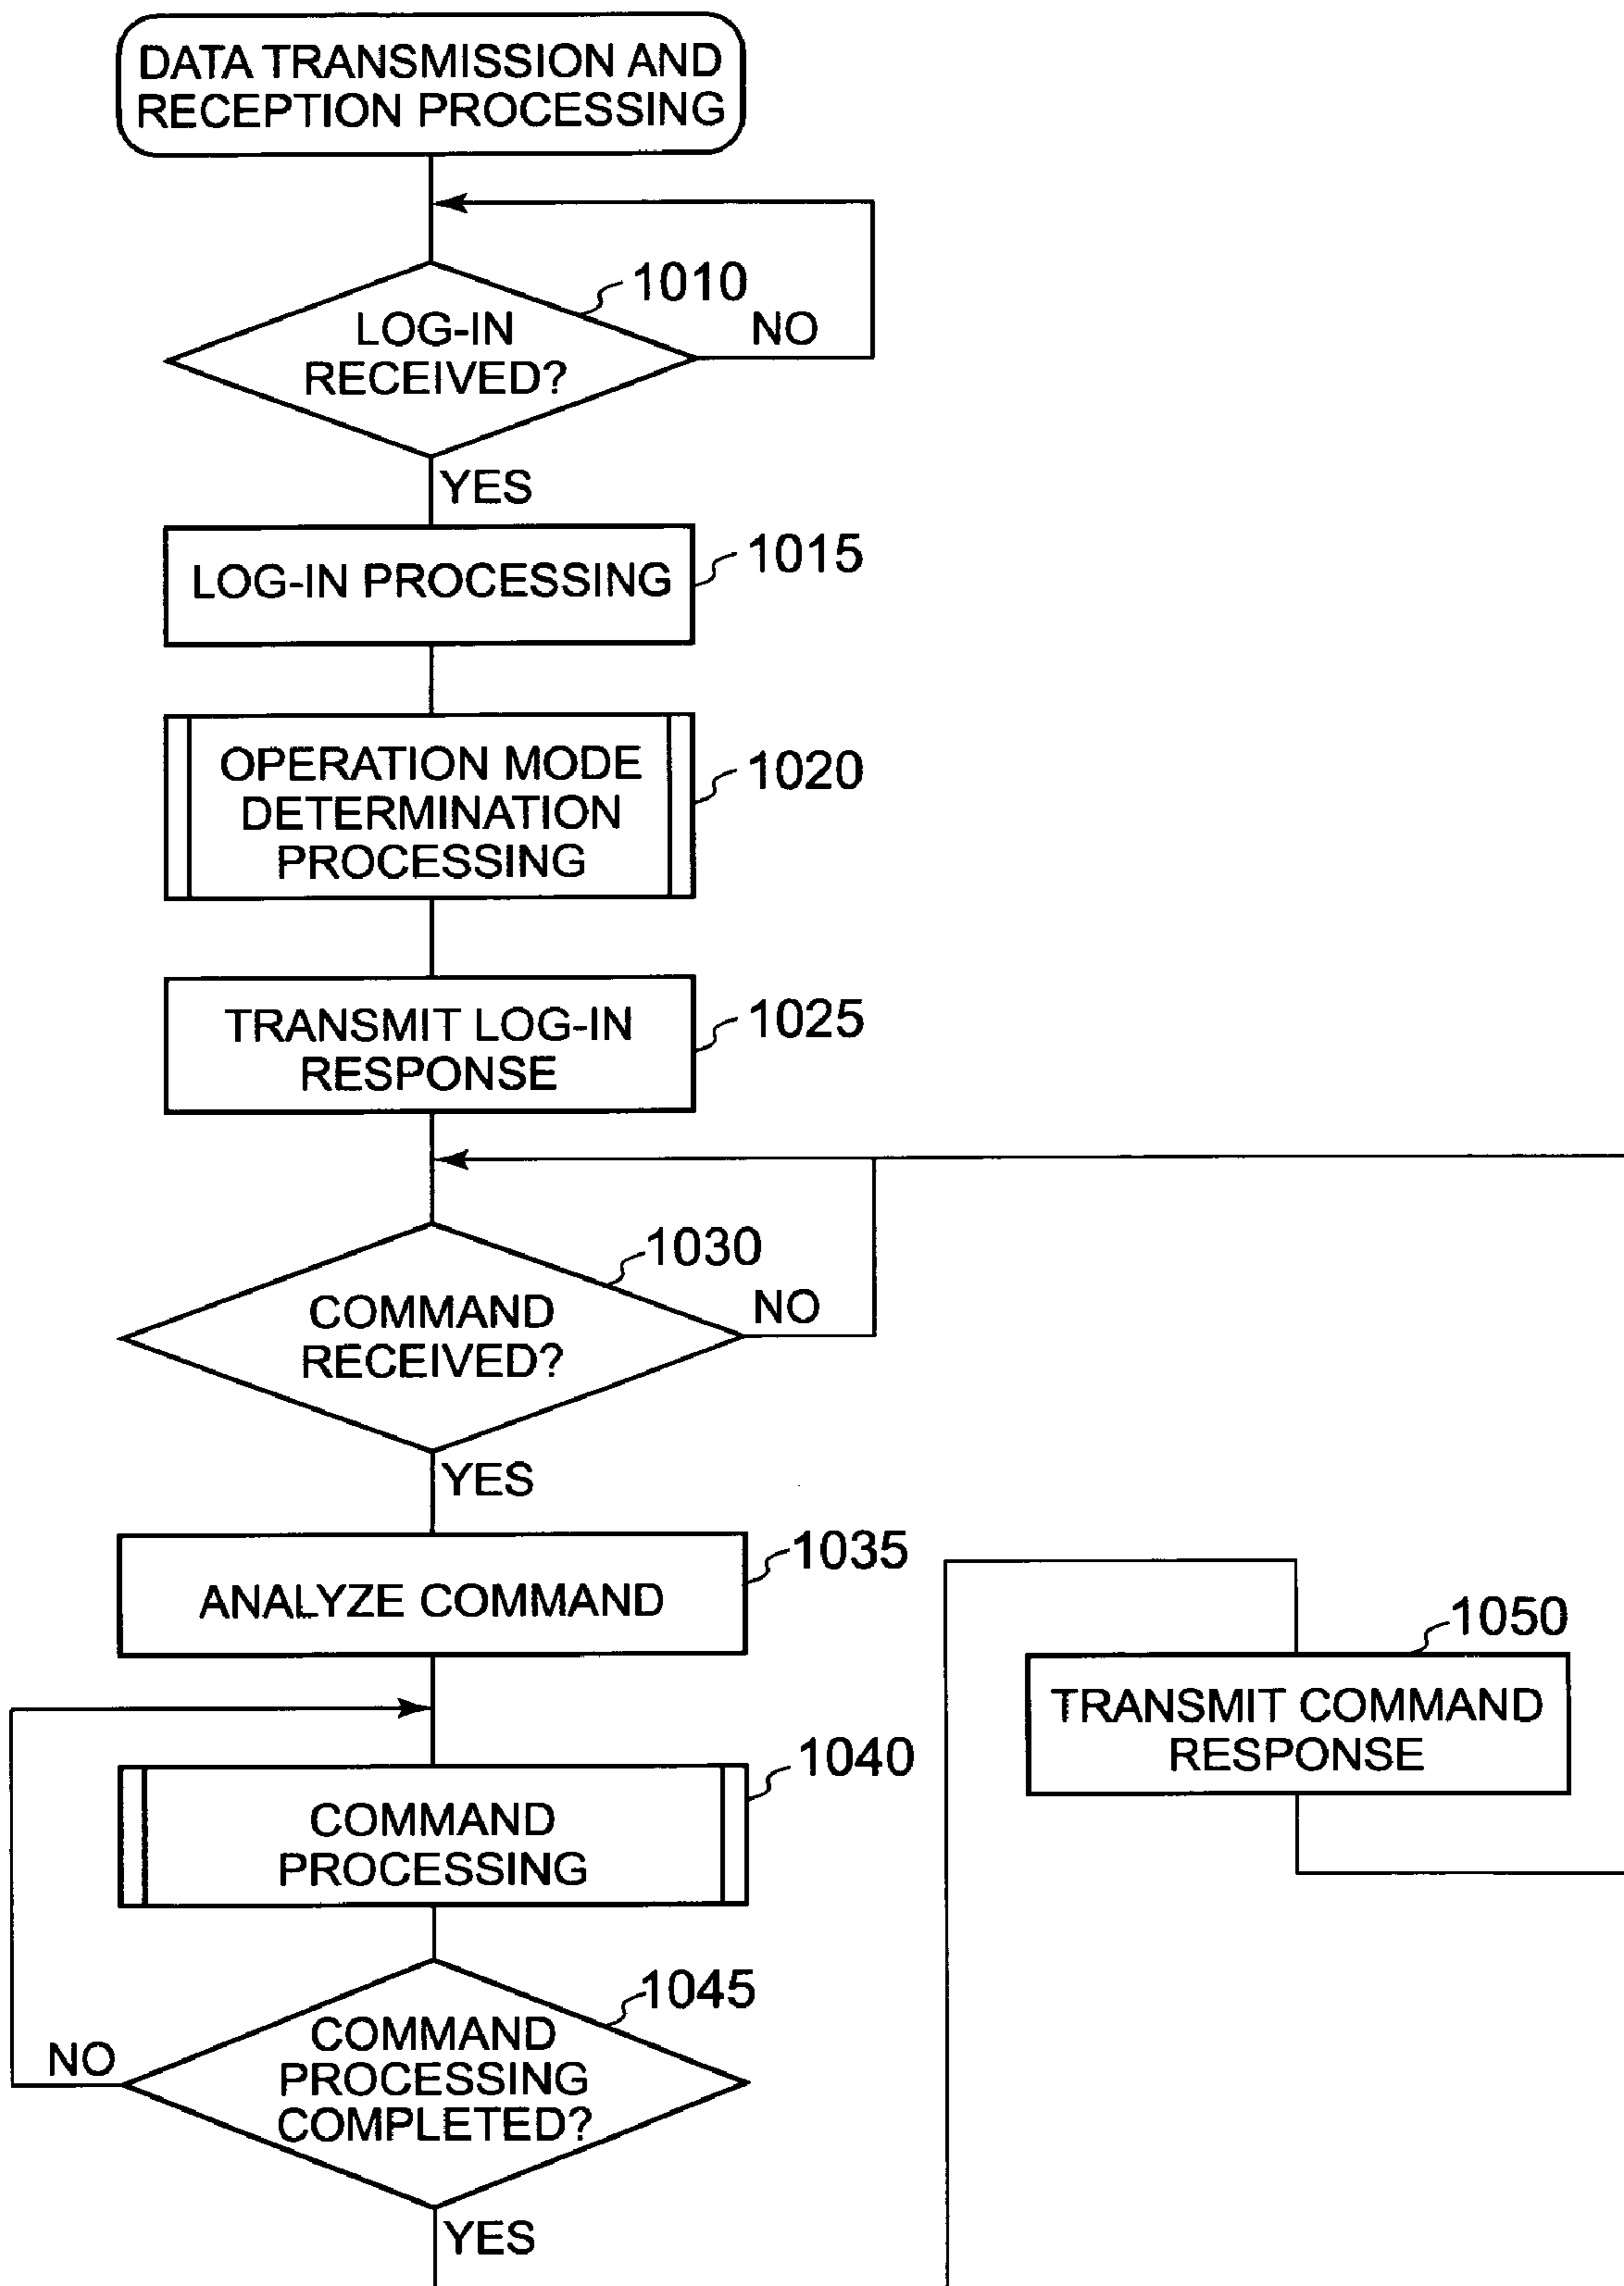 DATA TRANSMISSION AND
RECEPTION PROCESSING
1010
LOG-IN
RECEIVED?
NO
YES
1015
LOG-IN PROCESSING
1020
OPERATION MODE
DETERMINATION
PROCESSING
1025
TRANSMIT LOG-IN
RESPONSE
1030
COMMAND
RECEIVED?
NO
YES
1035
ANALYZE COMMAND
1040
COMMAND
PROCESSING
1045
COMMAND
PROCESSING
COMPLETED?
NO
YES
1050
TRANSMIT COMMAND
RESPONSE